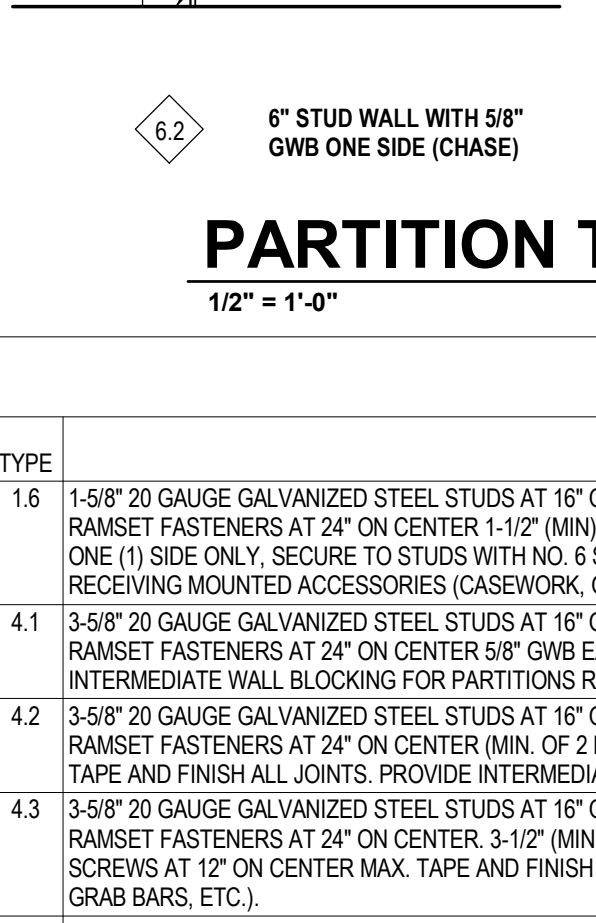 6.2
6" STUD WALL WITH 5/8"
GWB ONE SIDE (CHASE)
PARTITION
1/2" = 1'-0"
TYPE
1.6 1-5/8" 20 GAUGE GALVANIZED STEEL STUDS AT 16"
RAMSET FASTENERS AT 24" ON CENTER 1-1/2" (MIN)
ONE (1) SIDE ONLY, SECURE TO STUDS WITH NO. 6
RECEIVING MOUNTED ACCESSORIES (CASEWORK,
4.1 3-5/8" 20 GAUGE GALVANIZED STEEL STUDS AT 16"
RAMSET FASTENERS AT 24" ON CENTER 5/8" GWB
INTERMEDIATE WALL BLOCKING FOR PARTITIONS
4.2 3-5/8" 20 GAUGE GALVANIZED STEEL STUDS AT 16"
RAMSET FASTENERS AT 24" ON CENTER (MIN. OF 2
TAPE AND FINISH ALL JOINTS. PROVIDE
4.3 3-5/8" 20 GAUGE GALVANIZED STEEL STUDS AT 16"
RAMSET FASTENERS AT 24" ON CENTER. 3-1/2" (MIN
SCREWS AT 12" ON CENTER MAX. TAPE AND FINISH
GRAB BARS, ETC.).